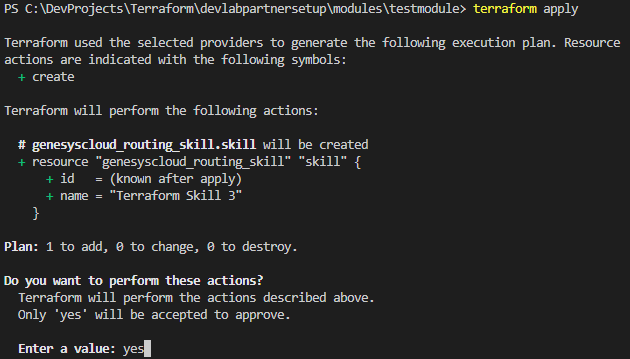 PS C:\DevProjects\Terraform\devlabpartnersetup\modules\testmodule> terraform apply
Terraform used the selected providers to generate the following execution plan. Resource
actions are indicated with the following symbols:
+ create
Terraform will perform the following actions:
# genesyscloud_routing_skill.skill will be created
+ resource "genesyscloud_routing_skill" "skill" {
+ id   = (known after apply)
+ name = "Terraform Skill 3"
}
Plan: 1 to add, 0 to change, 0 to destroy.
Do you want to perform these actions?
Terraform will perform the actions described above.
Only 'yes' will be accepted to approve.
Enter a value: yes